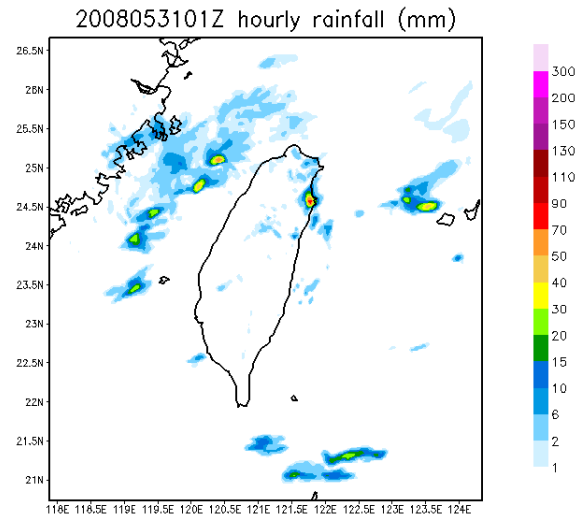 2008053101Z hourly rainfall (mm)
26.5N
26N
25.5N
25N
24.5N
24N
23.5N
23N
22.5N
22N
21.5N
21N
118E 118.5E 119E 119.5E 120E 120.5E 121E 121.5E 122E 122.5E 123E 123.5E 124E
300
200
150
130
110
90
70
50
40
30
20
15
10
6
2
1